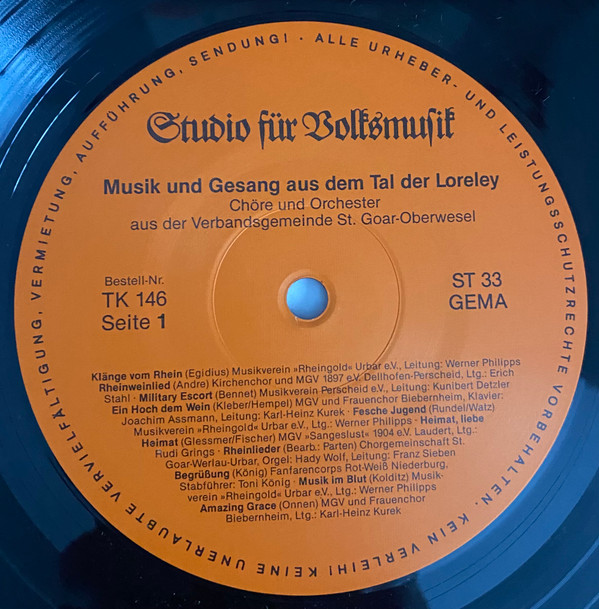 ALLE URHEBER- UND LEISTUNGSSCHUTZRECHTE VORBEHALTEN. KEIN VERLEIH! KEINE UNERLAUBTE VERVIELFÄLTIGUNG, VERMIETUNG, AUFFÜHRUNG, SENDUNG! ·
Studio für Volksmusik
Musik und Gesang aus dem Tal der Loreley
Chöre und Orchester
aus der Verbandsgemeinde St. Goar-Oberwesel
Bestell-Nr.
TK 146
Seite 1
ST 33
GEMA
Klänge vom Rhein (Egidius) Musikverein »Rheingold« Urbar e.V., Leitung: Werner Philipps
Rheinweinlied (Andre) Kirchenchor und MGV 1897 e.V. Dellhofen-Perscheid, Ltg.: Erich
Stahl · Military Escort (Bennet) Musikverein Perscheid e.V., Leitung: Kunibert Detzler
Ein Hoch dem Wein (Kleber/Hempel) MGV und Frauenchor Biebernheim, Klavier:
Joachim Assmann, Leitung: Karl-Heinz Kurek · Fesche Jugend (Rundel/Watz)
Musikverein »Rheingold« Urbar e.V., Ltg.: Werner Philipps · Heimat, liebe
Heimat (Glessmer/Fischer) MGV »Sangeslust« 1904 e.V. Laudert, Ltg.:
Rudi Grings · Rheinlieder (Bearb.: Parten) Chorgemeinschaft St.
Goar-Werlau-Urbar, Orgel: Hady Wolf, Leitung: Franz Sieben
Begrüßung (König) Fanfarencorps Rot-Weiß Niederburg,
Stabführer: Toni König · Musik im Blut (Kolditz) Musik-
verein »Rheingold« Urbar e.V., Ltg.: Werner Philipps
Amazing Grace (Onnen) MGV und Frauenchor
Biebernheim, Ltg.: Karl-Heinz Kurek